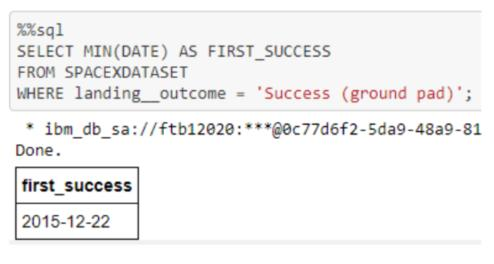 %%sql
SELECT MIN(DATE) AS FIRST_SUCCESS
FROM SPACEXDATASET
WHERE landing__outcome = 'Success (ground pad)';
* ibm_db_sa://ftb12020:***@0c77d6f2-5da9-48a9-81
Done.
first_success
2015-12-22